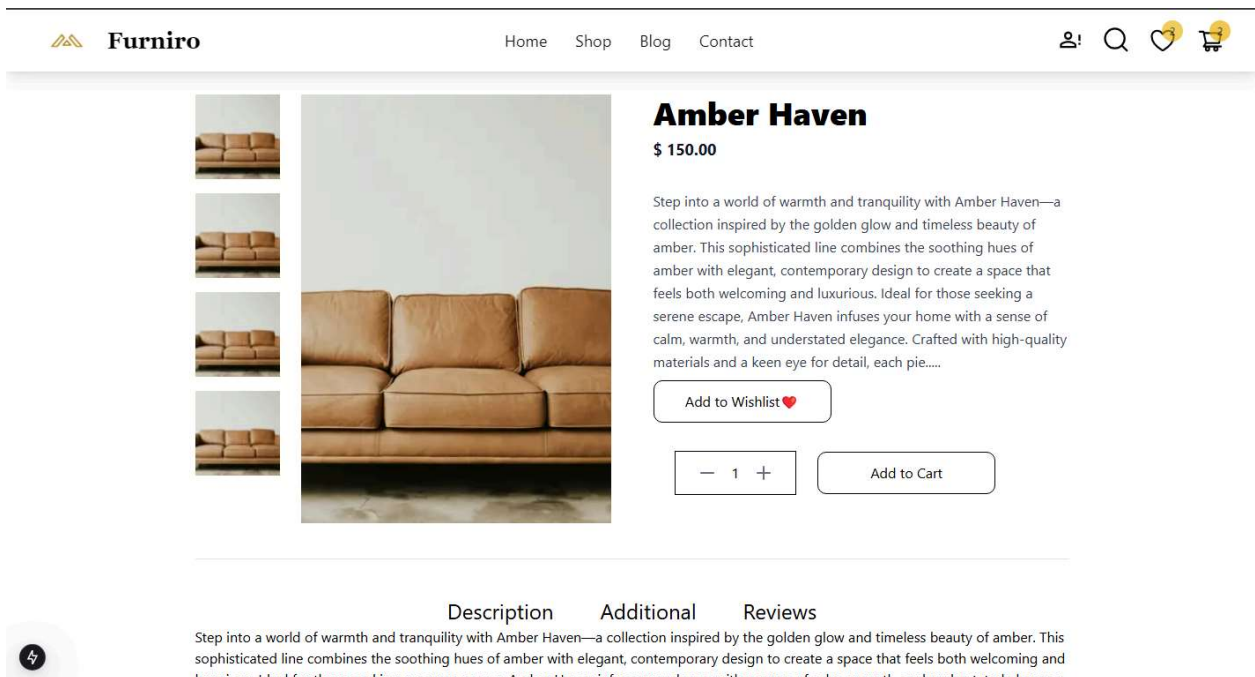 Furniro
Home Shop Blog Contact
Amber Haven
$ 150.00
Step into a world of warmth and tranquility with Amber Haven—a
collection inspired by the golden glow and timeless beauty of
amber. This sophisticated line combines the soothing hues of
amber with elegant, contemporary design to create a space that
feels both welcoming and luxurious. Ideal for those seeking a
serene escape, Amber Haven infuses your home with a sense of
calm, warmth, and understated elegance. Crafted with high-quality
materials and a keen eye for detail, each pie.....
Add to Wishlist❤️
1
Add to Cart
Description Additional Reviews
Step into a world of warmth and tranquility with Amber Haven—a collection inspired by the golden glow and timeless beauty of amber. This
sophisticated line combines the soothing hues of amber with elegant, contemporary design to create a space that feels both welcoming and